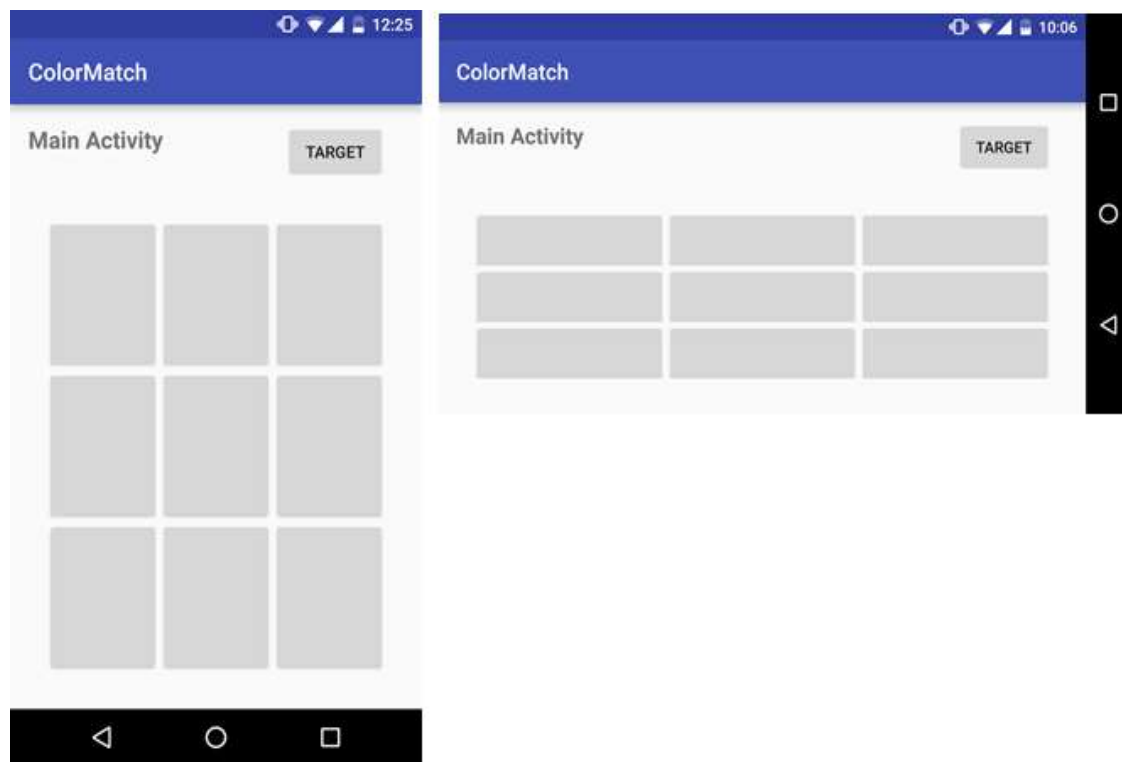 12:25
ColorMatch
Main Activity
TARGET
10:06
ColorMatch
Main Activity
TARGET